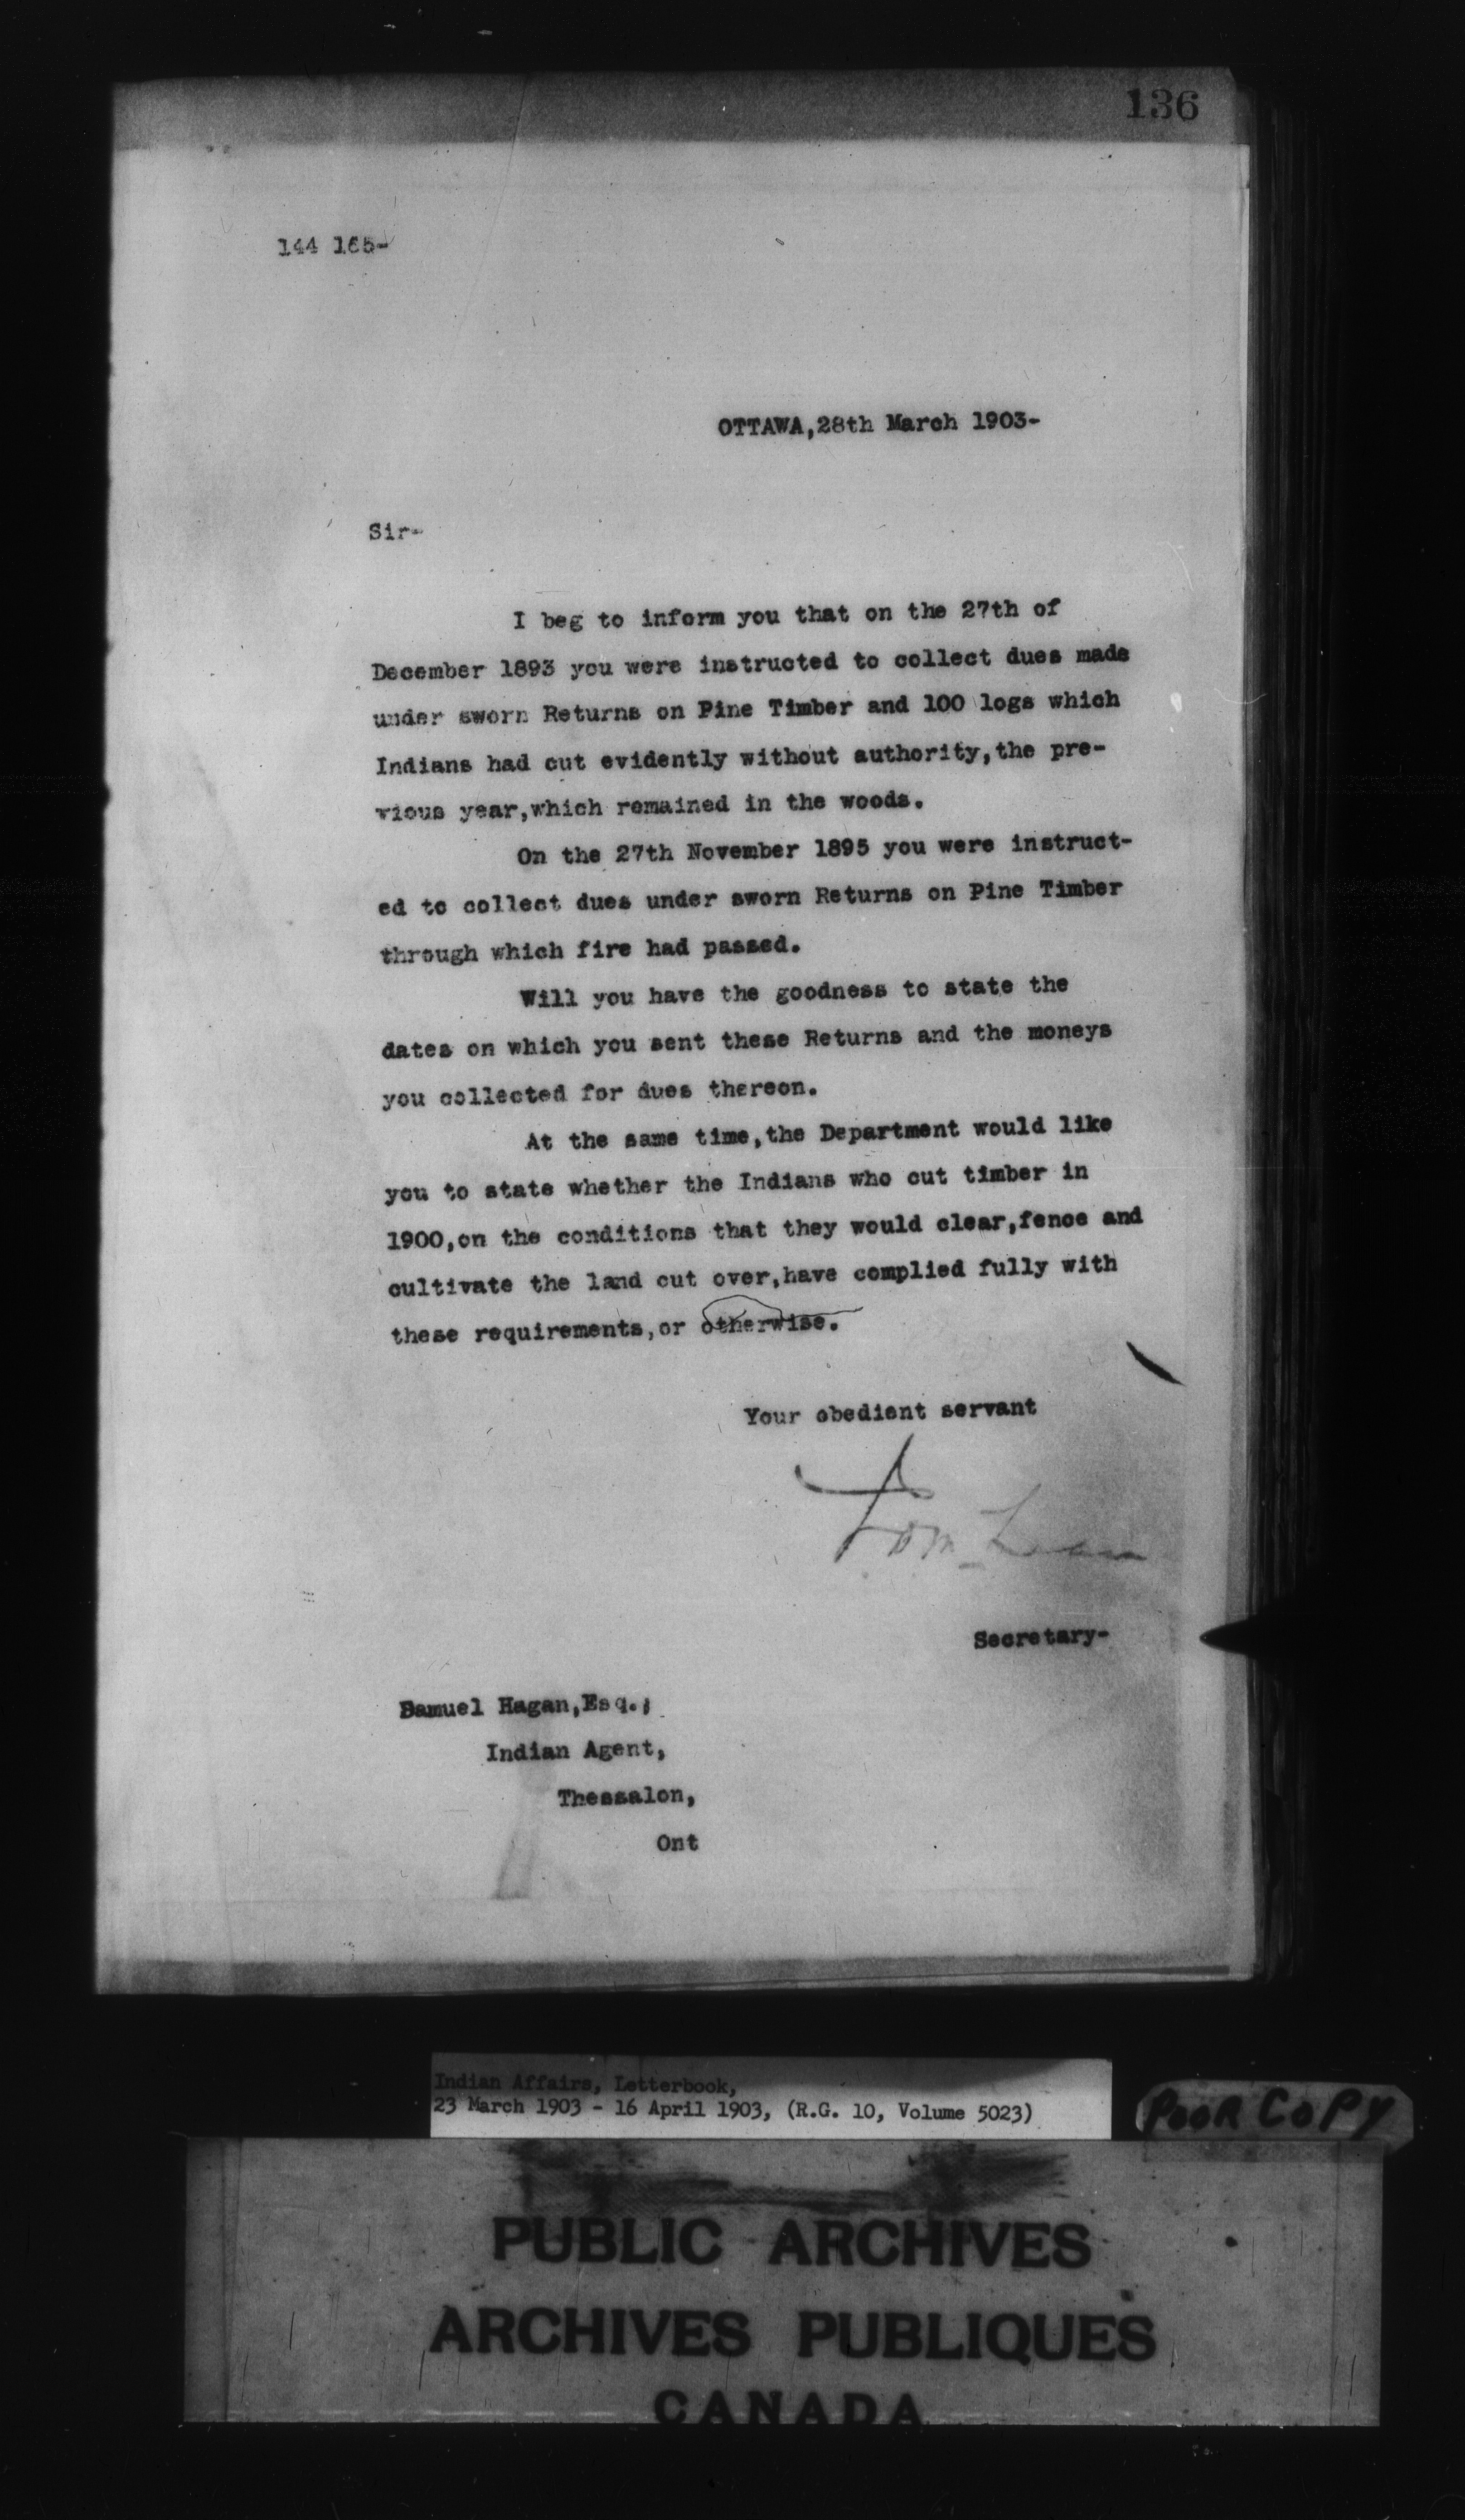 136
144 165-
OTTAWA,28th March 1903-
Sir-
I beg to inform you that on the 27th of
December 1893 you were instructed to collect dues made
under sworn Returns on Pine Timber and 100 logs which
Indians had cut evidently without authority,the pre-
vious year,which remained in the woods.
On the 27th November 1895 you were instruct-
ed to collect dues under sworn Returns on Pine Timber
through which fire had passed.
Will you have the goodness to state the
dates on which you sent these Returns and the moneys
you collected for dues thereon.
At the same time,the Department would like
you to state whether the Indians who cut timber in
1900,on the conditions that they would clear,fence and
cultivate the land cut over,have complied fully with
these requirements,or otherwise.
Your obedient servant
Secretary-
Samuel Hagan,Esq.,
Indian Agent,
Thessalon,
Ont
Indian Affairs, Letterbook,
23 March 1903 - 16 April 1903, (R.G. 10, Volume 5023)
POOR COPY
PUBLIC ARCHIVES
ARCHIVES PUBLIQUES
CANADA